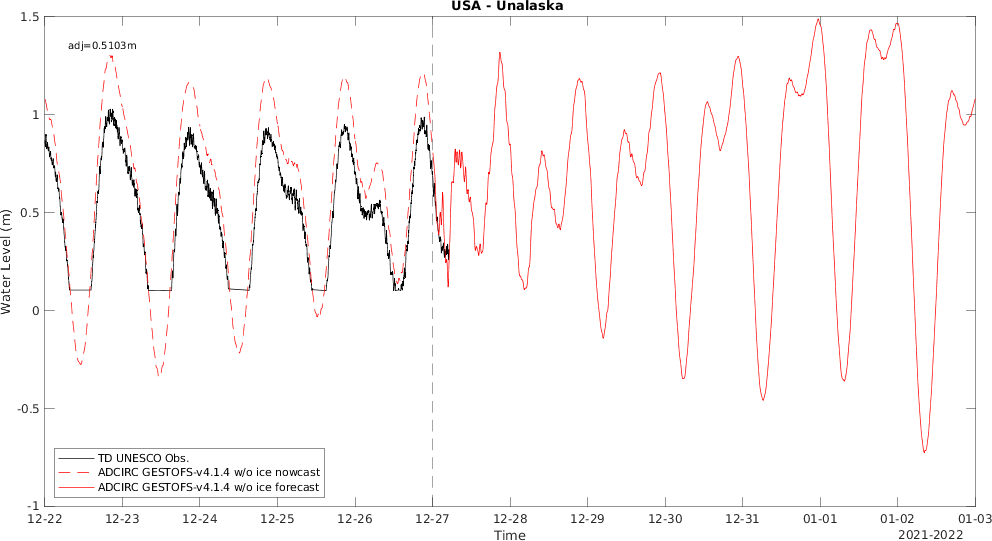 USA - Unalaska
adj=0.5103m
1.5
1
0.5
0
-0.5
-1
Water Level (m)
TD UNESCO Obs.
ADCIRC GESTOFS-v4.1.4 w/o ice nowcast
ADCIRC GESTOFS-v4.1.4 w/o ice forecast
12-22 12-23 12-24 12-25 12-26 12-27 12-28 12-29 12-30 12-31 01-01 01-02 01-03
Time
2021-2022